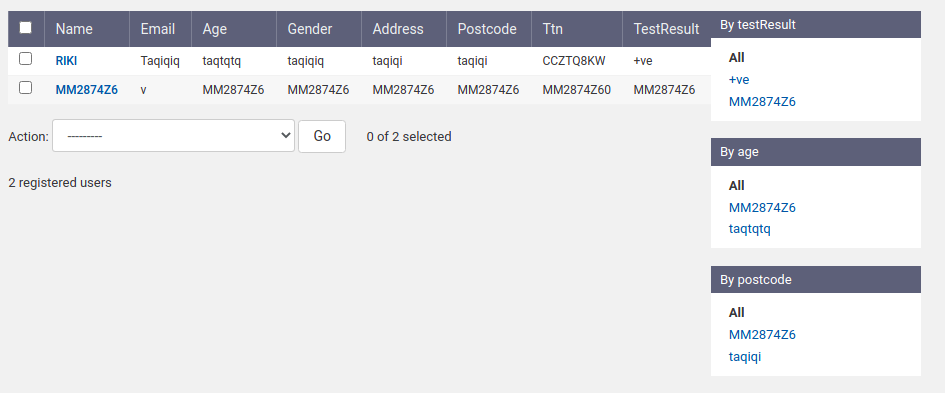 Name Email Age Gender Address Postcode Ttn TestResult
RIKI Taqiqiq taqtqtq taqiqiq taqiqi taqiqi CCZTQ8KW +ve
MM2874Z6 v MM2874Z6 MM2874Z6 MM2874Z6 MM2874Z6 MM2874Z60 MM2874Z6
Action: --------- Go 0 of 2 selected
2 registered users
By testResult
All
+ve
MM2874Z6
By age
All
MM2874Z6
taqtqtq
By postcode
All
MM2874Z6
taqiqi